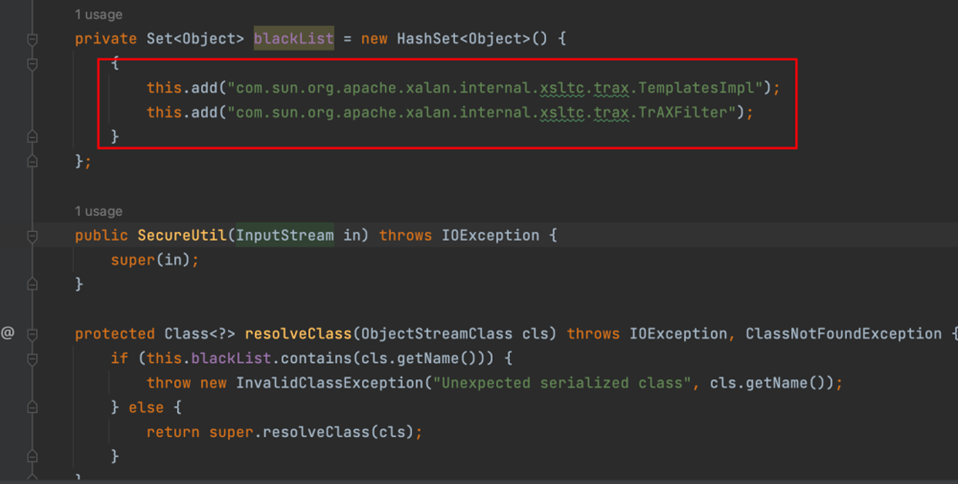 1 usage
private Set<Object> blackList = new HashSet<Object>() {
{
this.add("com.sun.org.apache.xalan.internal.xsltc.trax.TemplatesImpl");
this.add("com.sun.org.apache.xalan.internal.xsltc.trax.TrAXFilter");
}
};
1 usage
public SecureUtil(InputStream in) throws IOException {
super(in);
}
@ protected Class<?> resolveClass(ObjectStreamClass cls) throws IOException, ClassNotFoundException {
if (this.blackList.contains(cls.getName())) {
throw new InvalidClassException("Unexpected serialized class", cls.getName());
} else {
return super.resolveClass(cls);
}
}